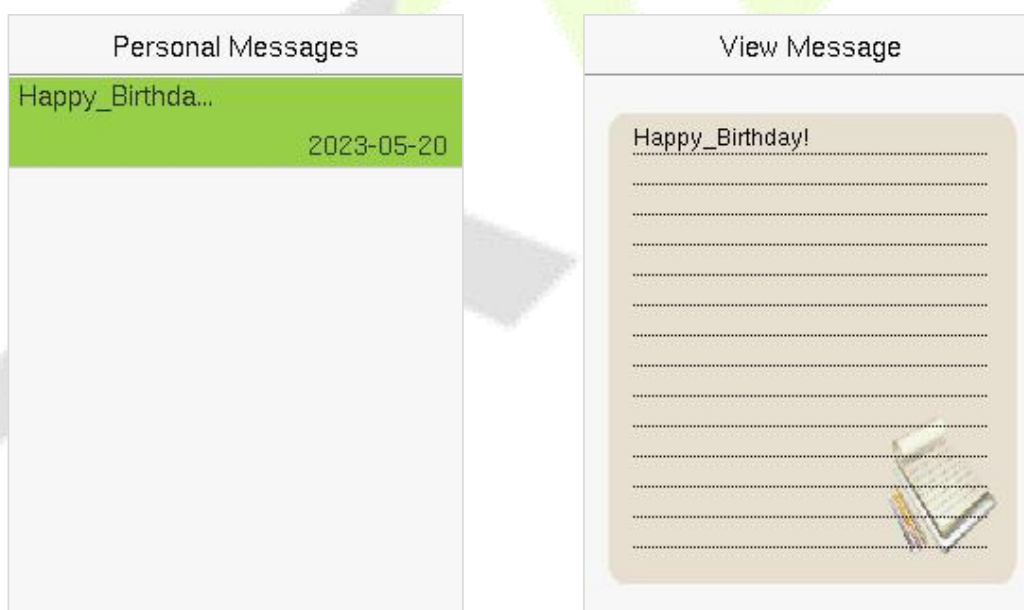 Personal Messages
Happy_Birthda...
2023-05-20
View Message
Happy_Birthday!